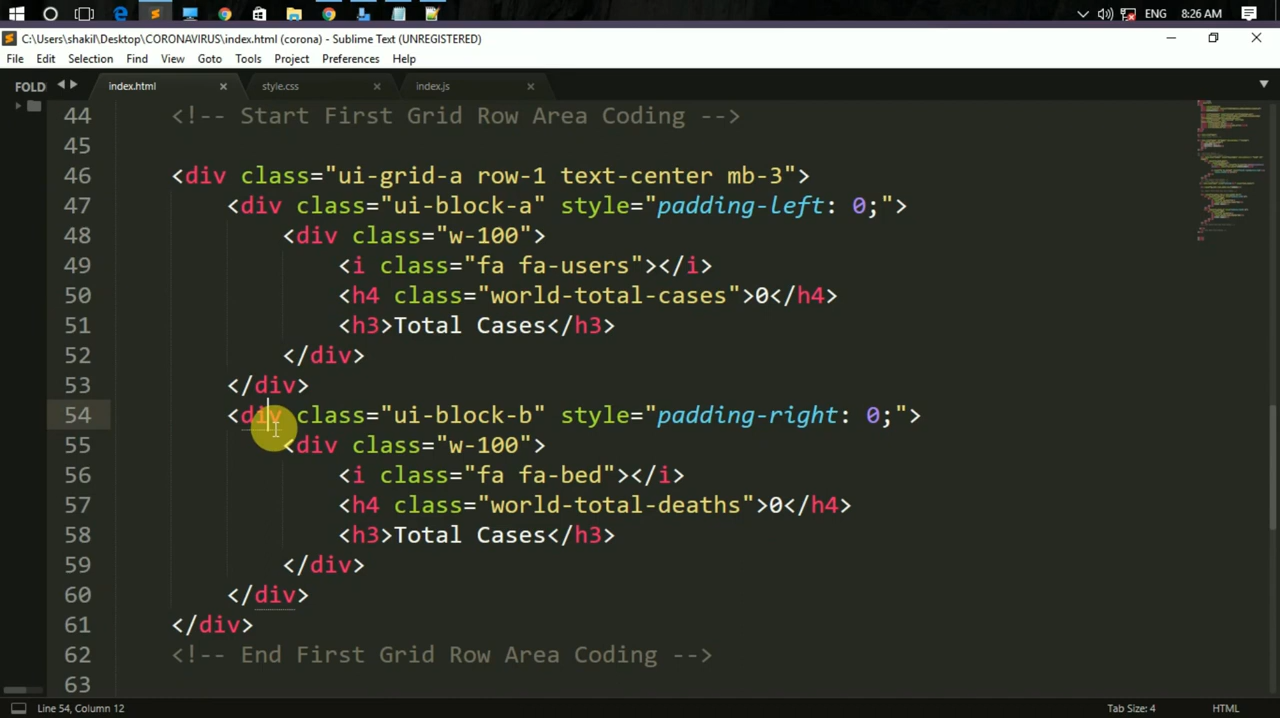 ENG 8:26 AM
C:\Users\shakil\Desktop\CORONAVIRUS\index.html (corona) - Sublime Text (UNREGISTERED)
File Edit Selection Find View Goto Tools Project Preferences Help
FOLD index.html style.css index.js
44 <!-- Start First Grid Row Area Coding -->
45
46 <div class="ui-grid-a row-1 text-center mb-3">
47 <div class="ui-block-a" style="padding-left: 0;">
48 <div class="w-100">
49 <i class="fa fa-users"></i>
50 <h4 class="world-total-cases">0</h4>
51 <h3>Total Cases</h3>
52 </div>
53 </div>
54 <div class="ui-block-b" style="padding-right: 0;">
55 <div class="w-100">
56 <i class="fa fa-bed"></i>
57 <h4 class="world-total-deaths">0</h4>
58 <h3>Total Cases</h3>
59 </div>
60 </div>
61 </div>
62 <!-- End First Grid Row Area Coding -->
63
Line 54, Column 12 Tab Size: 4 HTML